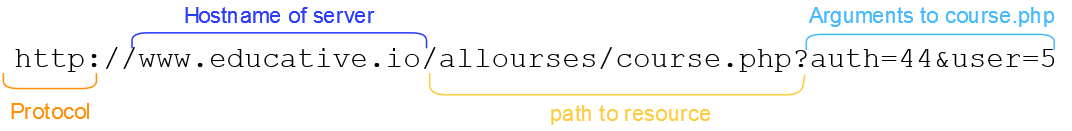 Hostname of server
Arguments to course.php
http://www.educative.io/allourses/course.php?auth=44&user=5
Protocol
path to resource